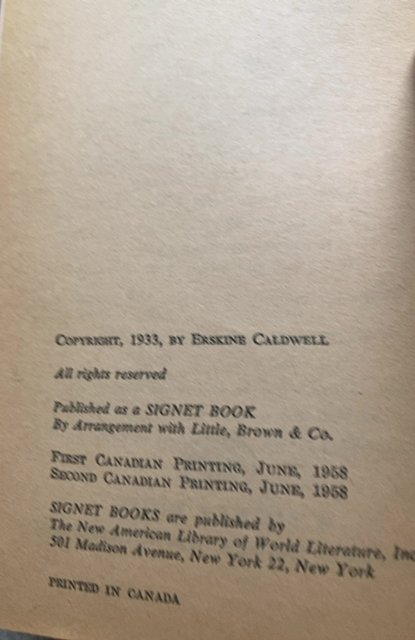 COPYRIGHT, 1933, BY ERSKINE CALDWELL
All rights reserved
Published as a SIGNET BOOK
By Arrangement with Little, Brown & Co.
FIRST CANADIAN PRINTING, JUNE, 1958
SECOND CANADIAN PRINTING, JUNE, 1958
SIGNET BOOKS are published by
The New American Library of World Literature, Inc
501 Madison Avenue, New York 22, New York
PRINTED IN CANADA